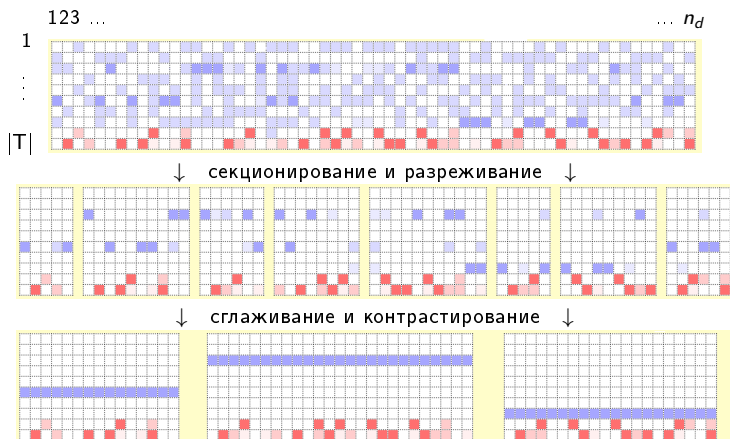 123 ... ... n_d
1
⋮
|T|
↓ секционирование и разреживание ↓
↓ сглаживание и контрастирование ↓